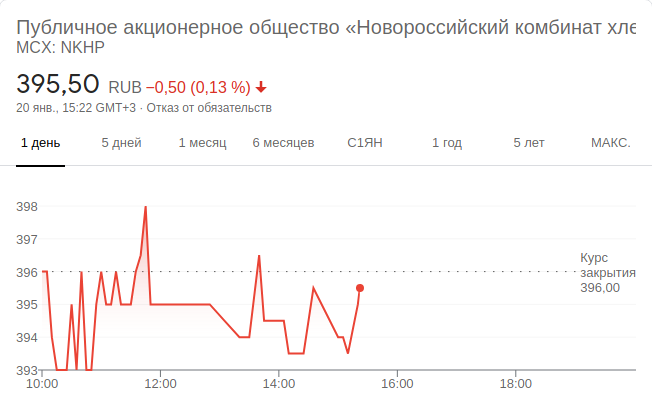 Публичное акционерное общество «Новороссийский комбинат хле
MCX: NKHP
395,50 RUB −0,50 (0,13 %)
20 янв., 15:22 GMT+3 · Отказ от обязательств
1 день 5 дней 1 месяц 6 месяцев С1ЯН 1 год 5 лет МАКС.
398
397
396
395
394
393
Курс
закрытия
396,00
10:00 12:00 14:00 16:00 18:00